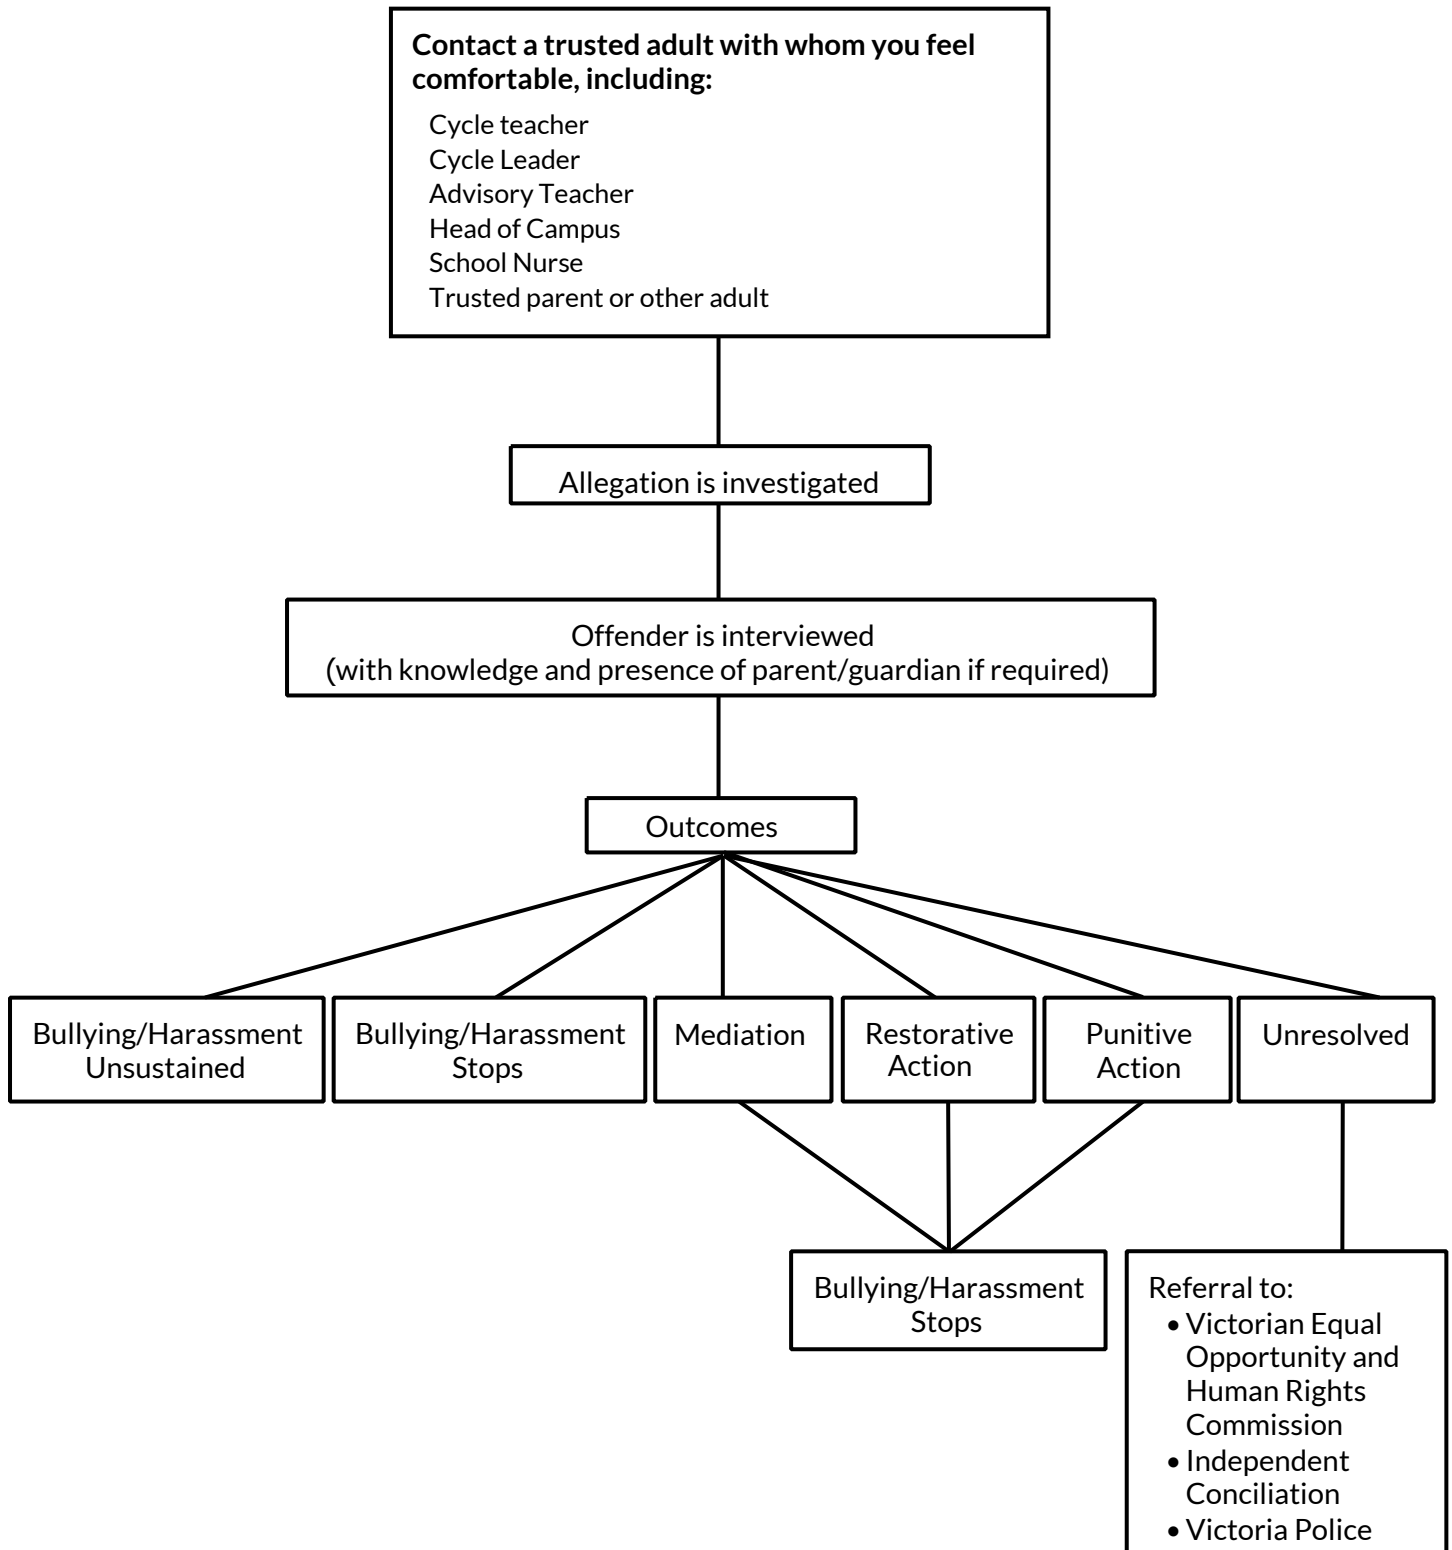 Contact a trusted adult with whom you feel
comfortable, including:
Cycle teacher
Cycle Leader
Advisory Teacher
Head of Campus
School Nurse
Trusted parent or other adult
Allegation is investigated
Offender is interviewed
(with knowledge and presence of parent/guardian if required)
Outcomes
Bullying/Harassment
Unsustained
Bullying/Harassment
Stops
Mediation
Restorative
Action
Punitive
Action
Unresolved
Bullying/Harassment
Stops
Referral to:
• Victorian Equal
Opportunity and
Human Rights
Commission
• Independent
Conciliation
• Victoria Police